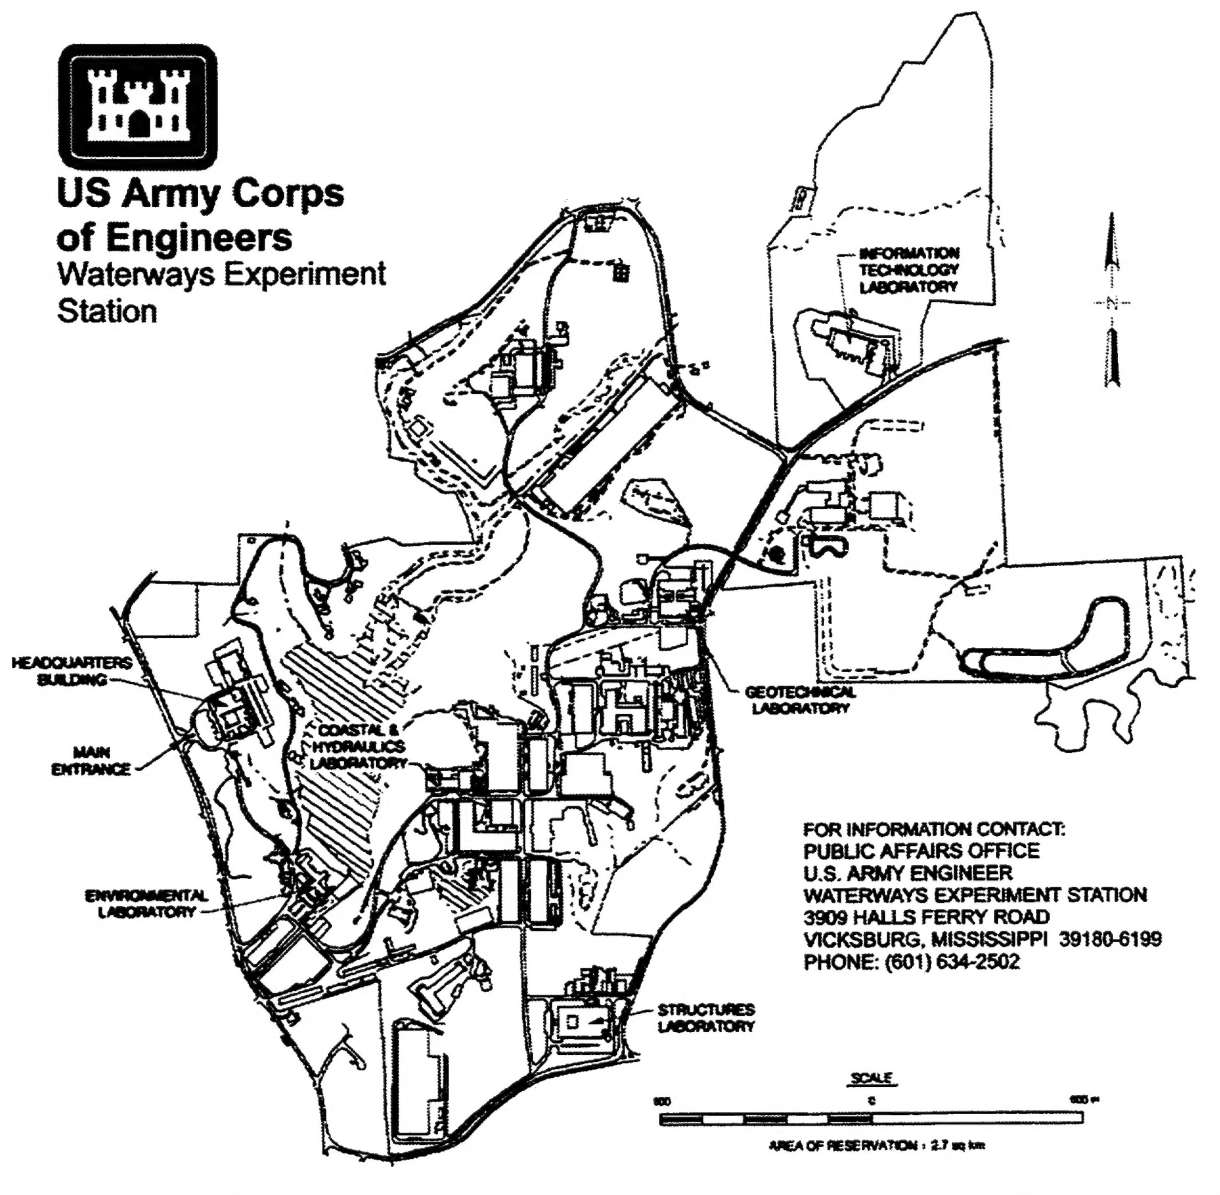 US Army Corps
of Engineers
Waterways Experiment
Station
INFORMATION
TECHNOLOGY
LABORATORY
N
HEADQUARTERS
BUILDING
MAIN
ENTRANCE
COASTAL &
HYDRAULICS
LABORATORY
GEOTECHNICAL
LABORATORY
ENVIRONMENTAL
LABORATORY
STRUCTURES
LABORATORY
FOR INFORMATION CONTACT:
PUBLIC AFFAIRS OFFICE
U.S. ARMY ENGINEER
WATERWAYS EXPERIMENT STATION
3909 HALLS FERRY ROAD
VICKSBURG, MISSISSIPPI 39180-6199
PHONE: (601) 634-2502
SCALE
AREA OF RESERVATION : 2.7 sq km